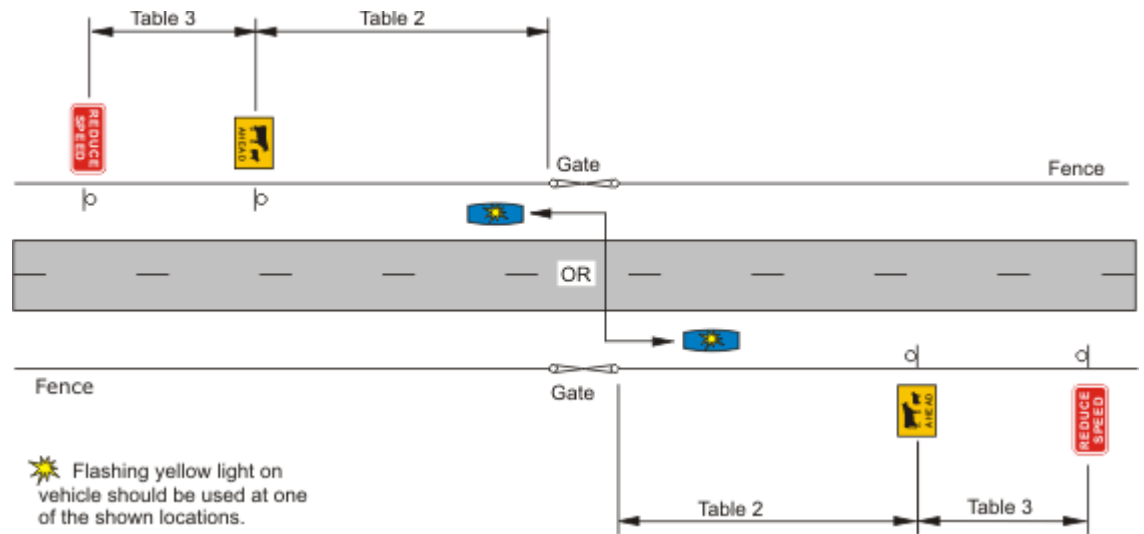 Table 3
Table 2
REDUCE
SPEED
AHEAD
Gate
Fence
OR
Fence
Gate
AHEAD
REDUCE
SPEED
Flashing yellow light on
vehicle should be used at one
of the shown locations.
Table 2
Table 3